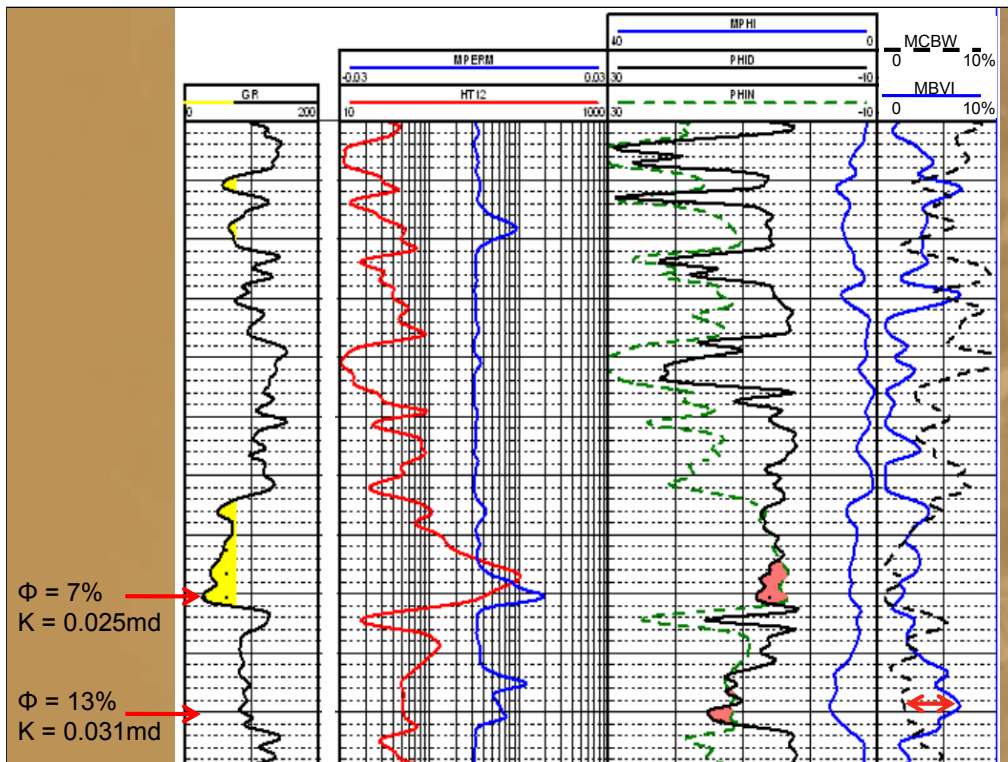 MPHI
40 0
MCBW
0 10%
MPERM
-0.03 0.03
PHID
30 -10
MBVI
0 10%
GR
0 200
HT12
10 1000
PHIN
30 -10
Φ = 7%
K = 0.025md
Φ = 13%
K = 0.031md